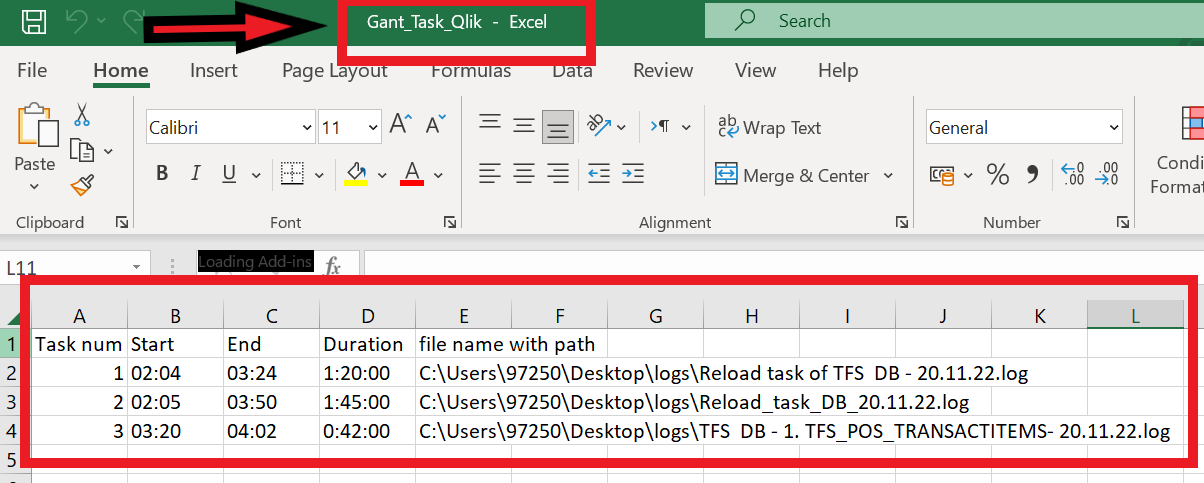 Gant_Task_Qlik - Excel
Search
File Home Insert Page Layout Formulas Data Review View Help
Calibri 11 ab Wrap Text General
Paste B I U A Merge & Center % .00 .00
Condi
Forma
Clipboard Font Alignment Number
L11 Loading Add-ins fx
A B C D E F G H I J K L
1 Task num Start End Duration file name with path
2 1 02:04 03:24 1:20:00 C:\Users\97250\Desktop\logs\Reload task of TFS DB - 20.11.22.log
3 2 02:05 03:50 1:45:00 C:\Users\97250\Desktop\logs\Reload_task_DB_20.11.22.log
4 3 03:20 04:02 0:42:00 C:\Users\97250\Desktop\logs\TFS DB - 1. TFS_POS_TRANSACTITEMS- 20.11.22.log
5